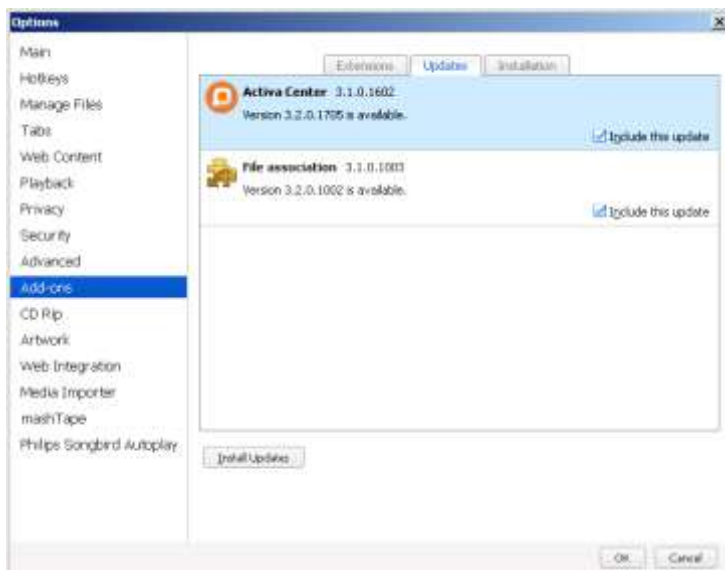 Options
Main
Hotkeys
Manage Files
Tabs
Web Content
Playback
Privacy
Security
Advanced
Add-ons
CD Rip
Artwork
Web Integration
Media Importer
mashTape
Philips Songbird Autoplay
Extensions Updates Installation
Activa Center 3.1.0.1602
Version 3.2.0.1705 is available.
Include this update
File association 3.1.0.1003
Version 3.2.0.1002 is available.
Include this update
Install Updates
OK Cancel